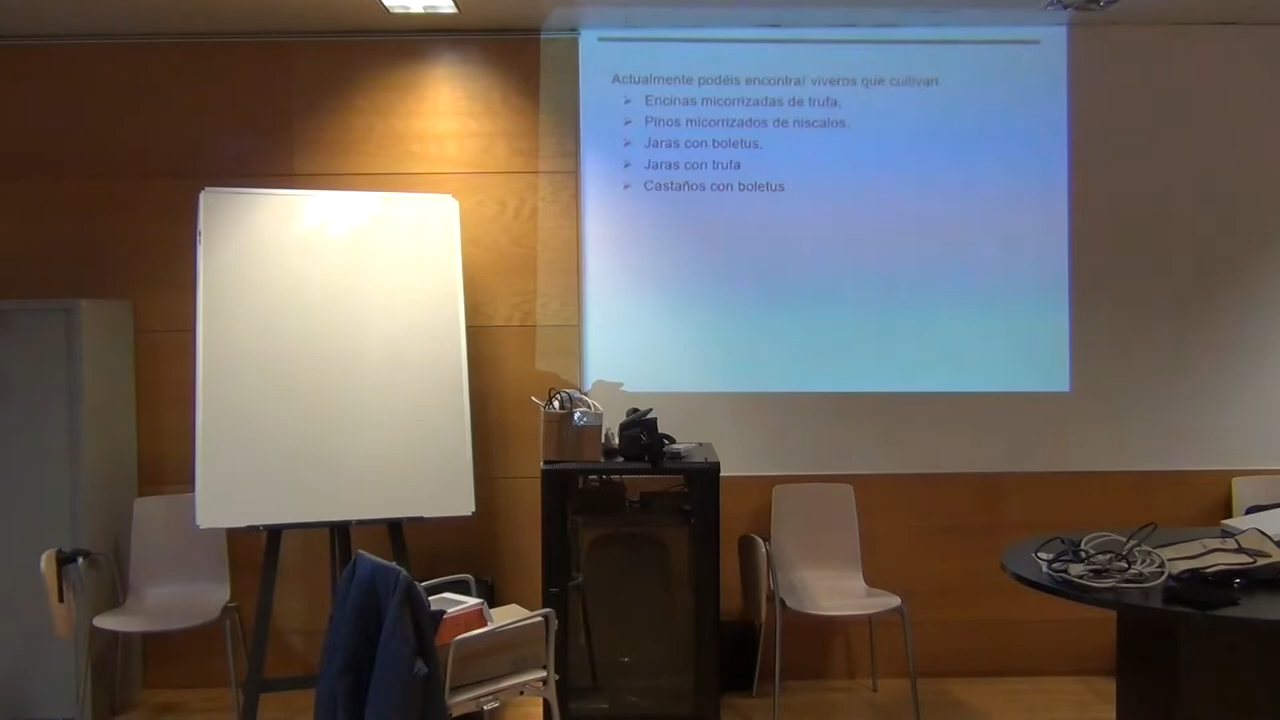 Actualmente podéis encontrar viveros que cultivan
Encinas micorrizadas de trufa,
Pinos micorrizados de níscalos,
Jaras con boletus,
Jaras con trufa
Castaños con boletus